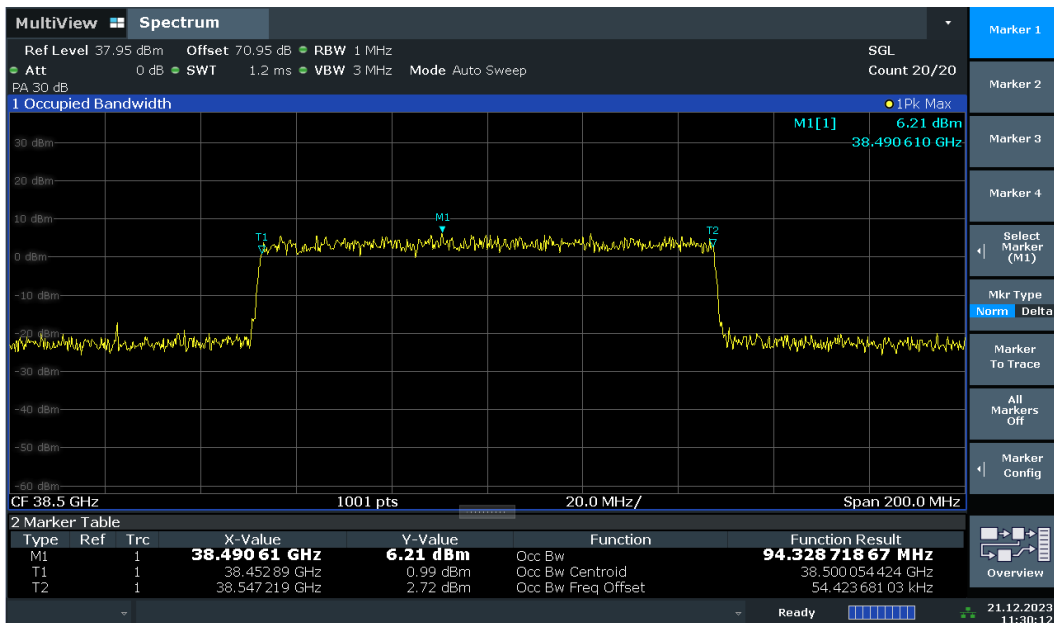 MultiView Spectrum
Ref Level 37.95 dBm Offset 70.95 dB RBW 1 MHz SGL
Att 0 dB SWT 1.2 ms VBW 3 MHz Mode Auto Sweep Count 20/20
PA 30 dB
1 Occupied Bandwidth 1Pk Max
M1[1] 6.21 dBm
38.490 610 GHz
30 dBm
20 dBm
10 dBm
0 dBm
-10 dBm
-20 dBm
-30 dBm
-40 dBm
-50 dBm
-60 dBm
M1
T1
T2
CF 38.5 GHz 1001 pts 20.0 MHz/ Span 200.0 MHz
2 Marker Table
Type Ref Trc X-Value Y-Value Function Function Result
M1 1 38.490 61 GHz 6.21 dBm Occ Bw 94.328 718 67 MHz
T1 1 38.452 89 GHz 0.99 dBm Occ Bw Centroid 38.500 054 424 GHz
T2 1 38.547 219 GHz 2.72 dBm Occ Bw Freq Offset 54.423 681 03 kHz
Ready
21.12.2023
11:30:12
Marker 1
Marker 2
Marker 3
Marker 4
Select
Marker
(M1)
Mkr Type
Norm Delta
Marker
To Trace
All
Markers
Off
Marker
Config
Overview